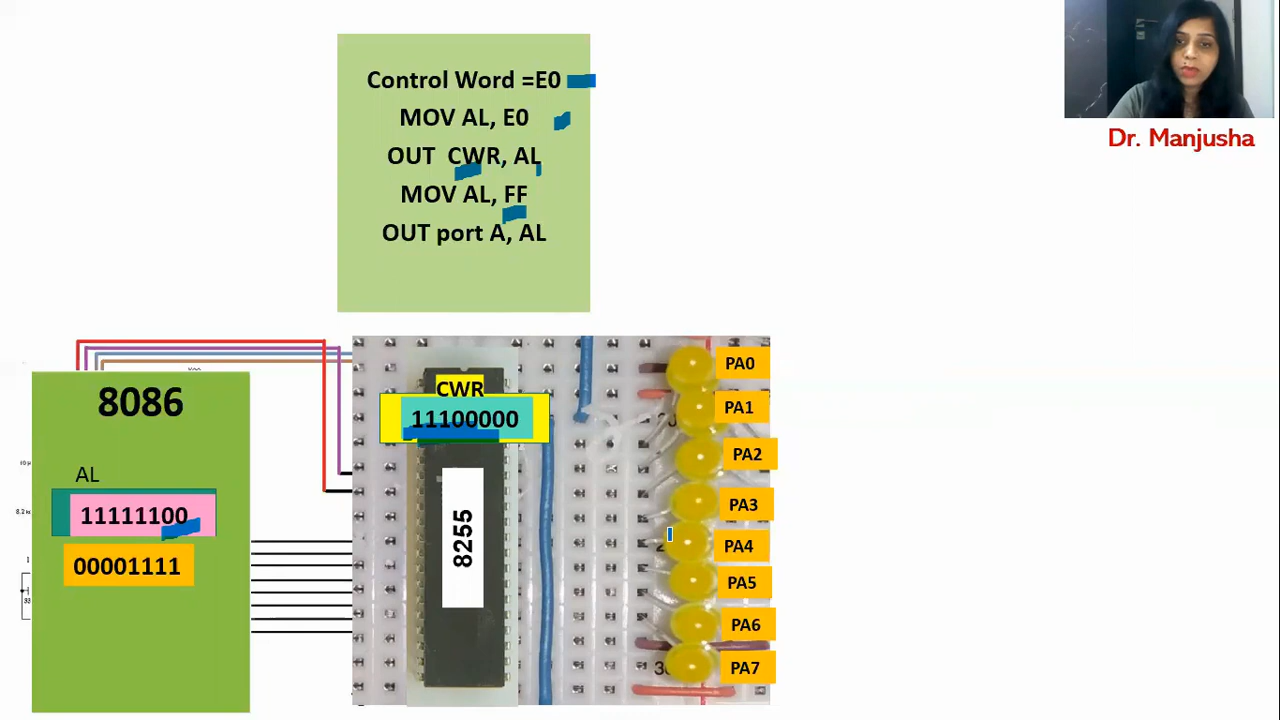 Control Word =E0
MOV AL, E0
OUT CWR, AL
MOV AL, FF
OUT port A, AL
Dr. Manjusha
8086
AL
11111100
00001111
CWR
11100000
8255
PA0
PA1
PA2
PA3
PA4
PA5
PA6
PA7